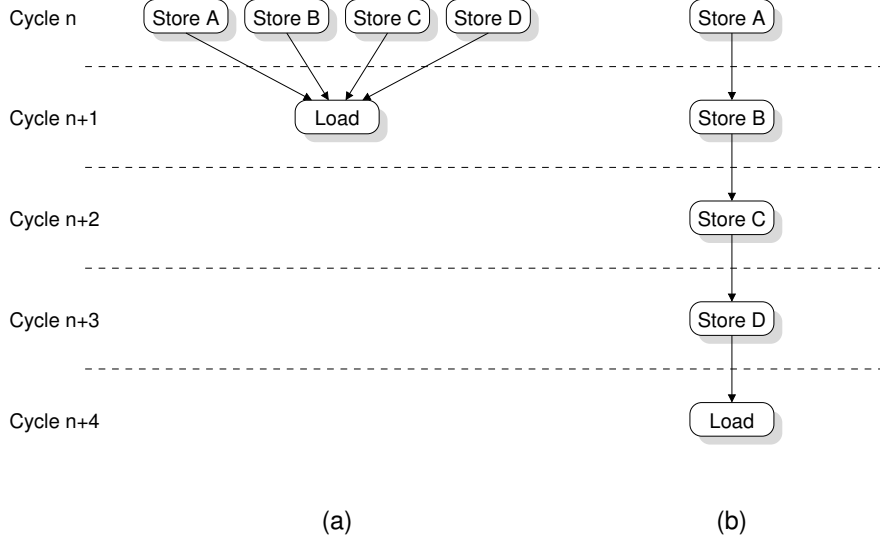 Cycle n Store A Store B Store C Store D Store A
Cycle n+1 Load Store B
Cycle n+2 Store C
Cycle n+3 Store D
Cycle n+4 Load
(a) (b)